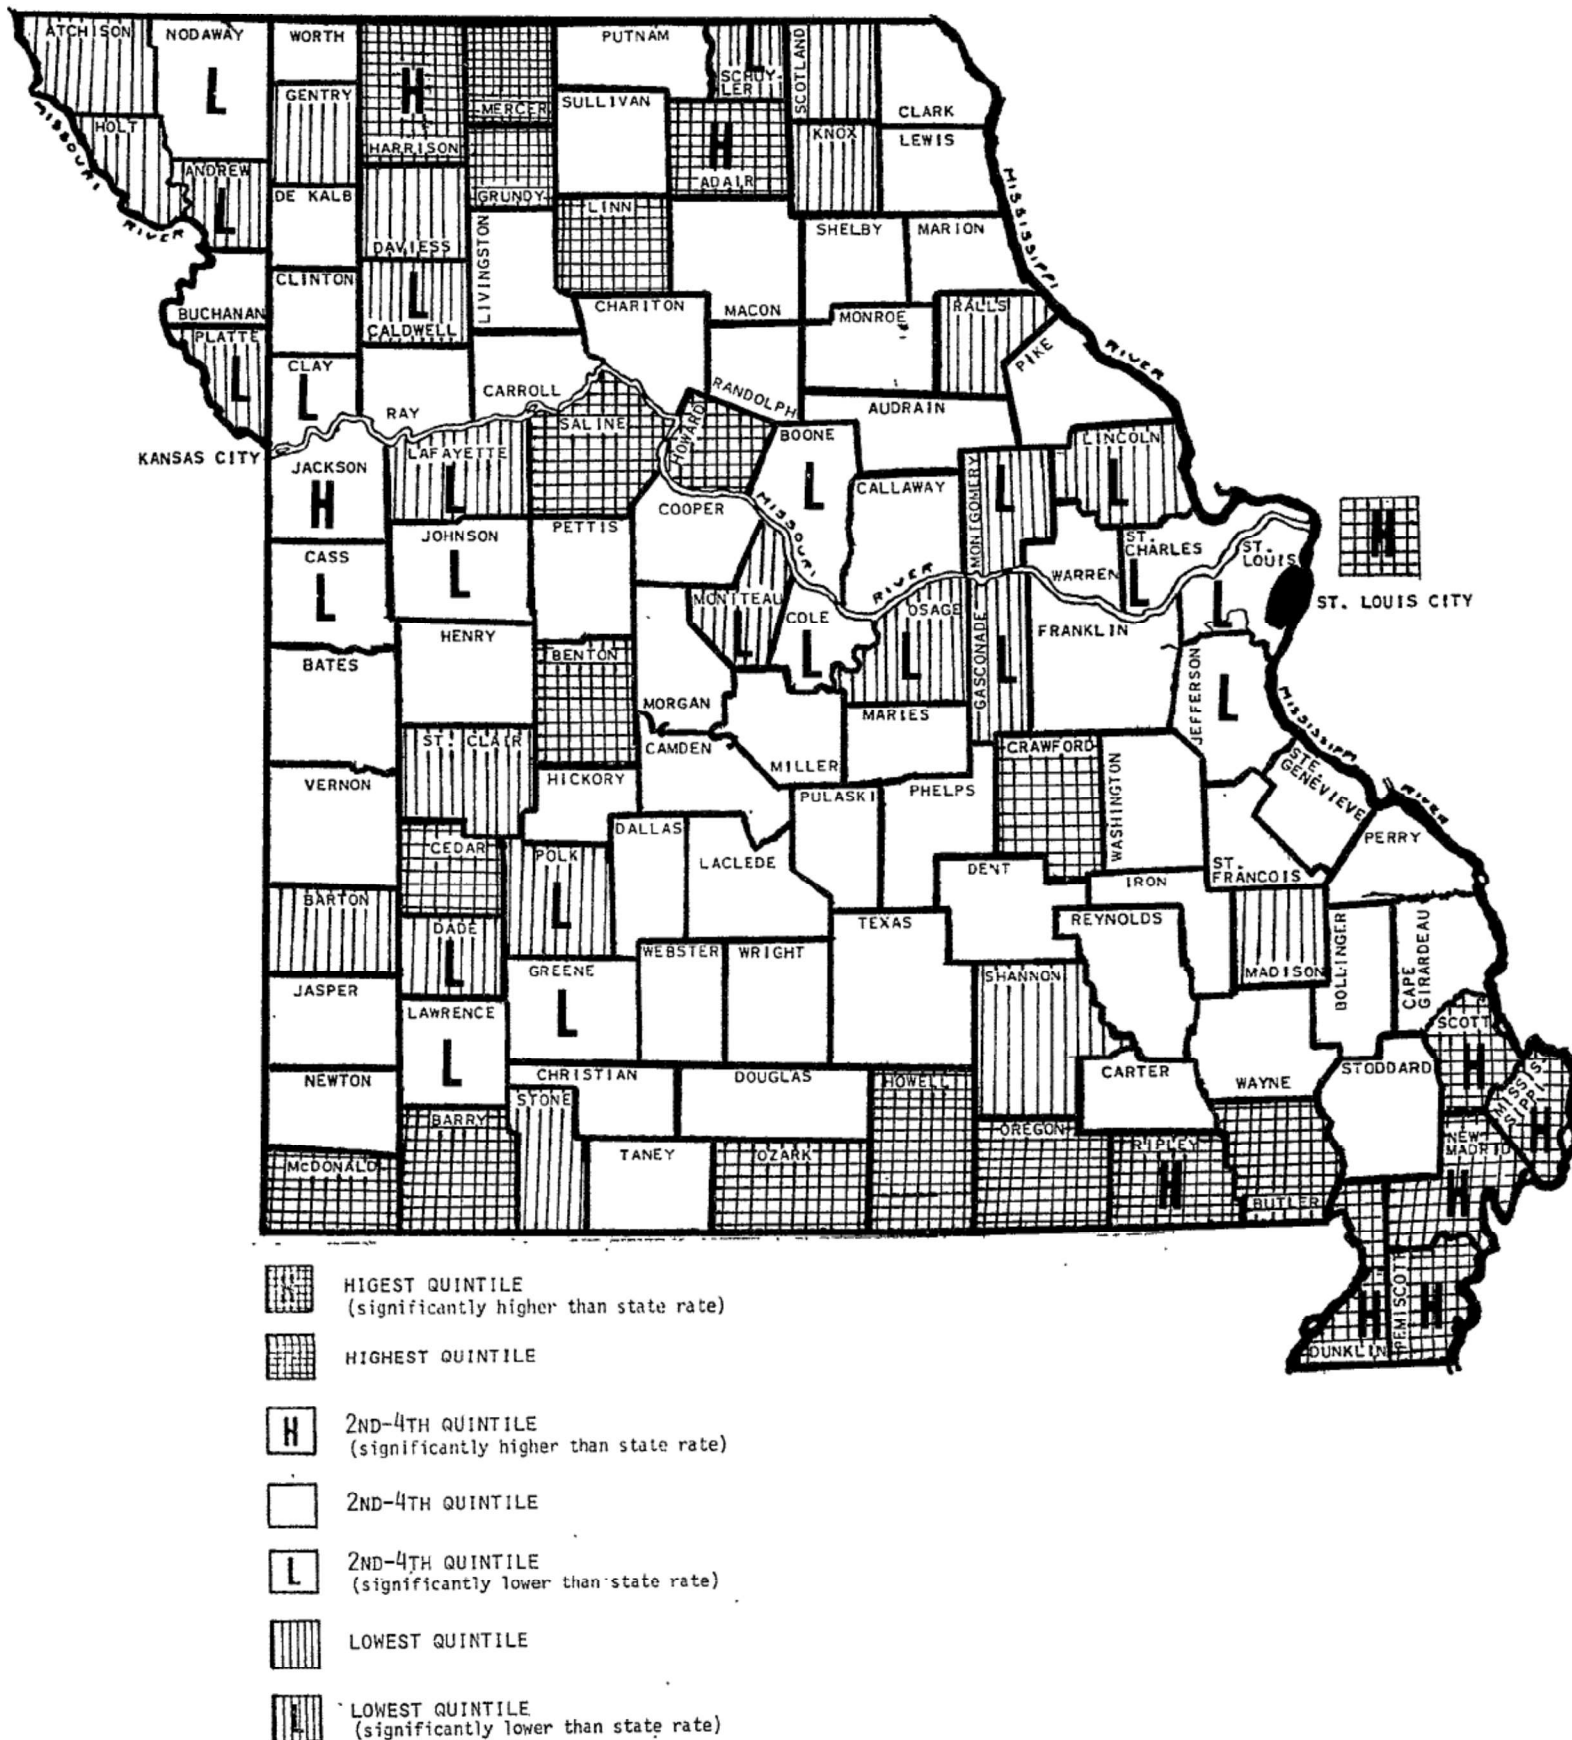 ATCHISON
NODAWAY
L
WORTH
H
HARRISON
MERCER
PUTNAM
L
SCHUY-
LER
SCOTLAND
CLARK
GENTRY
SULLIVAN
H
ADAIR
KNOX
LEWIS
HOLT
ANDREW
L
DE KALB
GRUNDY
LINN
MISSOURI
RIVER
DAVIESS
LIVINGSTON
SHELBY
MARION
MISSISSIPPI
RIVER
CLINTON
BUCHANAN
L
CALDWELL
CHARITON
MACON
MONROE
RALLS
PIKE
PLATTE
L
CLAY
L
RAY
CARROLL
RANDOLPH
AUDRAIN
KANSAS CITY
JACKSON
H
LAFAYETTE
L
SALINE
HOWARD
BOONE
L
CALLAWAY
MONTGOMERY
L
LINCOLN
L
COOPER
PETTIS
MISSOURI
RIVER
JOHNSON
L
CASS
L
WARREN
ST.
CHARLES
L
ST.
LOUIS
L
H
ST. LOUIS CITY
MONITEAU
L
COLE
L
OSAGE
L
GASCONADE
L
FRANKLIN
HENRY
BENTON
BATES
MORGAN
CAMDEN
MILLER
MARIES
JEFFERSON
L
MISSISSIPPI
RIVER
ST. CLAIR
HICKORY
CRAWFORD
WASHINGTON
STE.
GENEVIEVE
VERNON
PULASKI
PHELPS
PERRY
DALLAS
LACLEDE
CEDAR
POLK
L
DENT
IRON
ST.
FRANCOIS
BARTON
DADE
L
TEXAS
REYNOLDS
BOLLINGER
CAPE
GIRARDEAU
WEBSTER
WRIGHT
GREENE
L
SHANNON
MADISON
JASPER
LAWRENCE
L
SCOTT
H
NEWTON
CHRISTIAN
DOUGLAS
HOWELL
CARTER
WAYNE
STODDARD
MISSIS-
SIPPI
H
STONE
BARRY
OREGON
RIPLEY
H
NEW
MADRID
H
McDONALD
TANEY
OZARK
BUTLER
H
DUNKLIN
PEMISCOT
H
H
HIGEST QUINTILE
(significantly higher than state rate)
HIGHEST QUINTILE
H
2ND-4TH QUINTILE
(significantly higher than state rate)
2ND-4TH QUINTILE
L
2ND-4TH QUINTILE
(significantly lower than state rate)
LOWEST QUINTILE
L
LOWEST QUINTILE
(significantly lower than state rate)